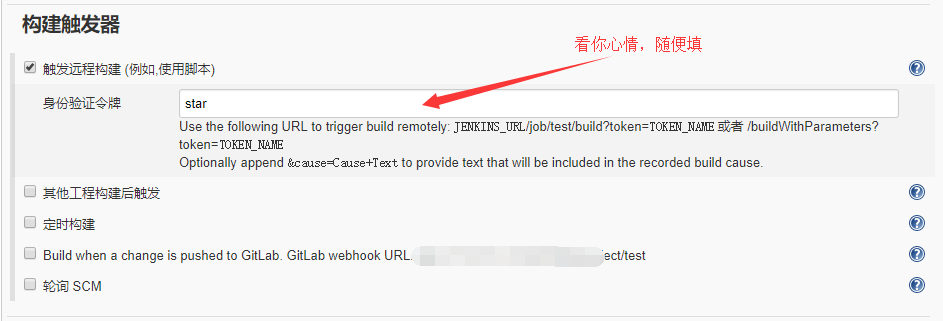 构建触发器
看你心情，随便填
触发远程构建 (例如,使用脚本)
身份验证令牌
star
Use the following URL to trigger build remotely: JENKINS_URL/job/test/build?token=TOKEN_NAME 或者 /buildWithParameters?
token=TOKEN_NAME
Optionally append &cause=Cause+Text to provide text that will be included in the recorded build cause.
其他工程构建后触发
定时构建
Build when a change is pushed to GitLab. GitLab webhook URL: ect/test
轮询 SCM